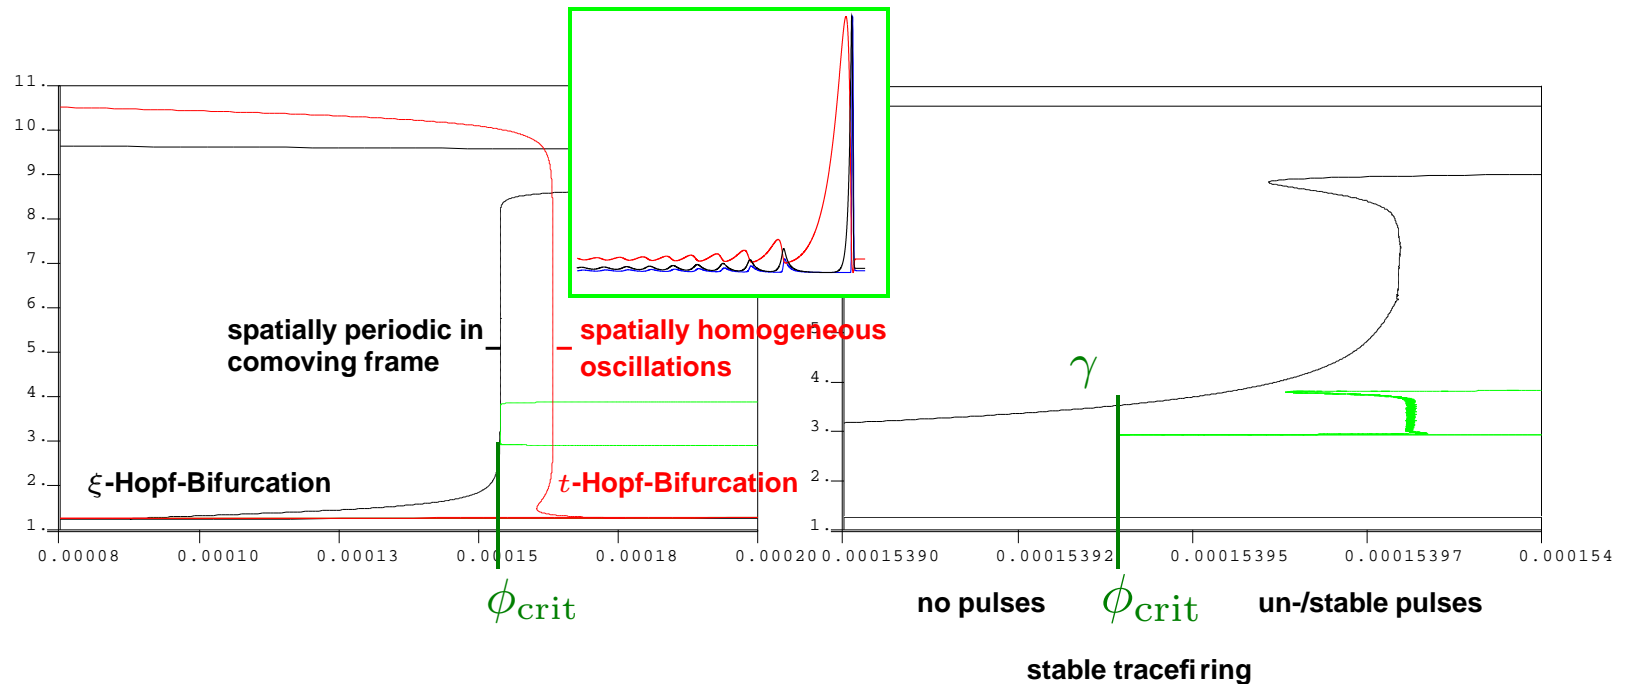 11.
10.
9.
8.
7.
6.
5.
4.
3.
2.
1.
0.00008 0.00010 0.00013 0.00015 0.00018 0.00020
spatially periodic in
comoving frame
spatially homogeneous
oscillations
ξ-Hopf-Bifurcation
t-Hopf-Bifurcation
ϕcrit
5.
4.
3.
2.
1.
0.00015390 0.00015392 0.00015395 0.00015397 0.000154
γ
no pulses
ϕcrit
un-/stable pulses
stable tracefiring